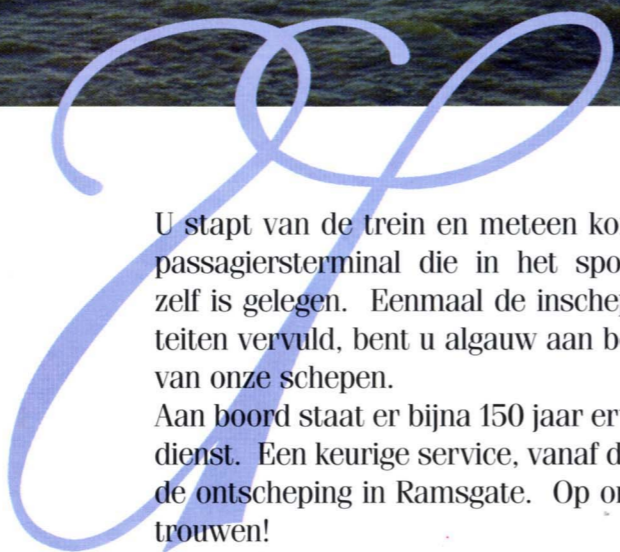 U stapt van de trein en meteen ko
passagiersterminal die in het spo
zelf is gelegen. Eenmaal de insche
teiten vervuld, bent u algauw aan b
van onze schepen.
Aan boord staat er bijna 150 jaar er
dienst. Een keurige service, vanaf d
de ontscheping in Ramsgate. Op o
trouwen!